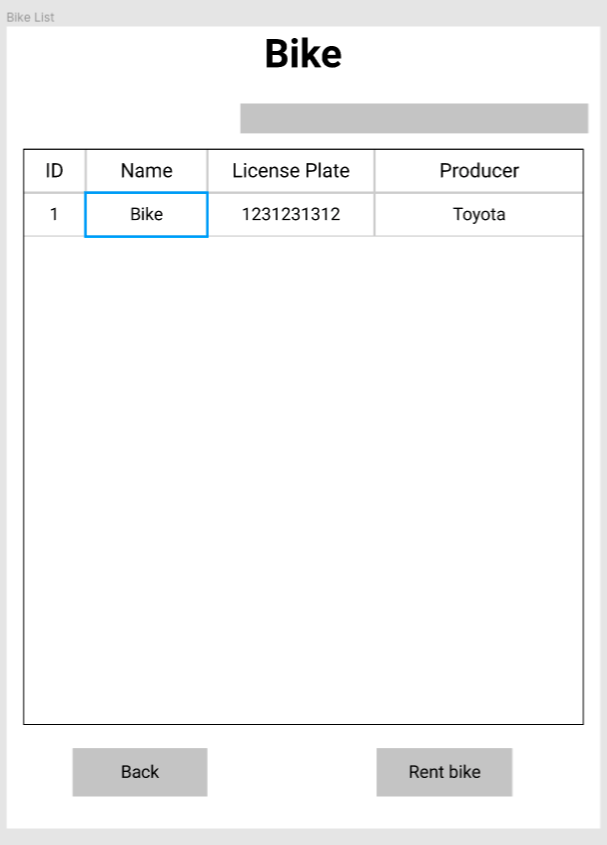 Bike List
Bike
ID Name License Plate Producer
1 Bike 1231231312 Toyota
Back Rent bike